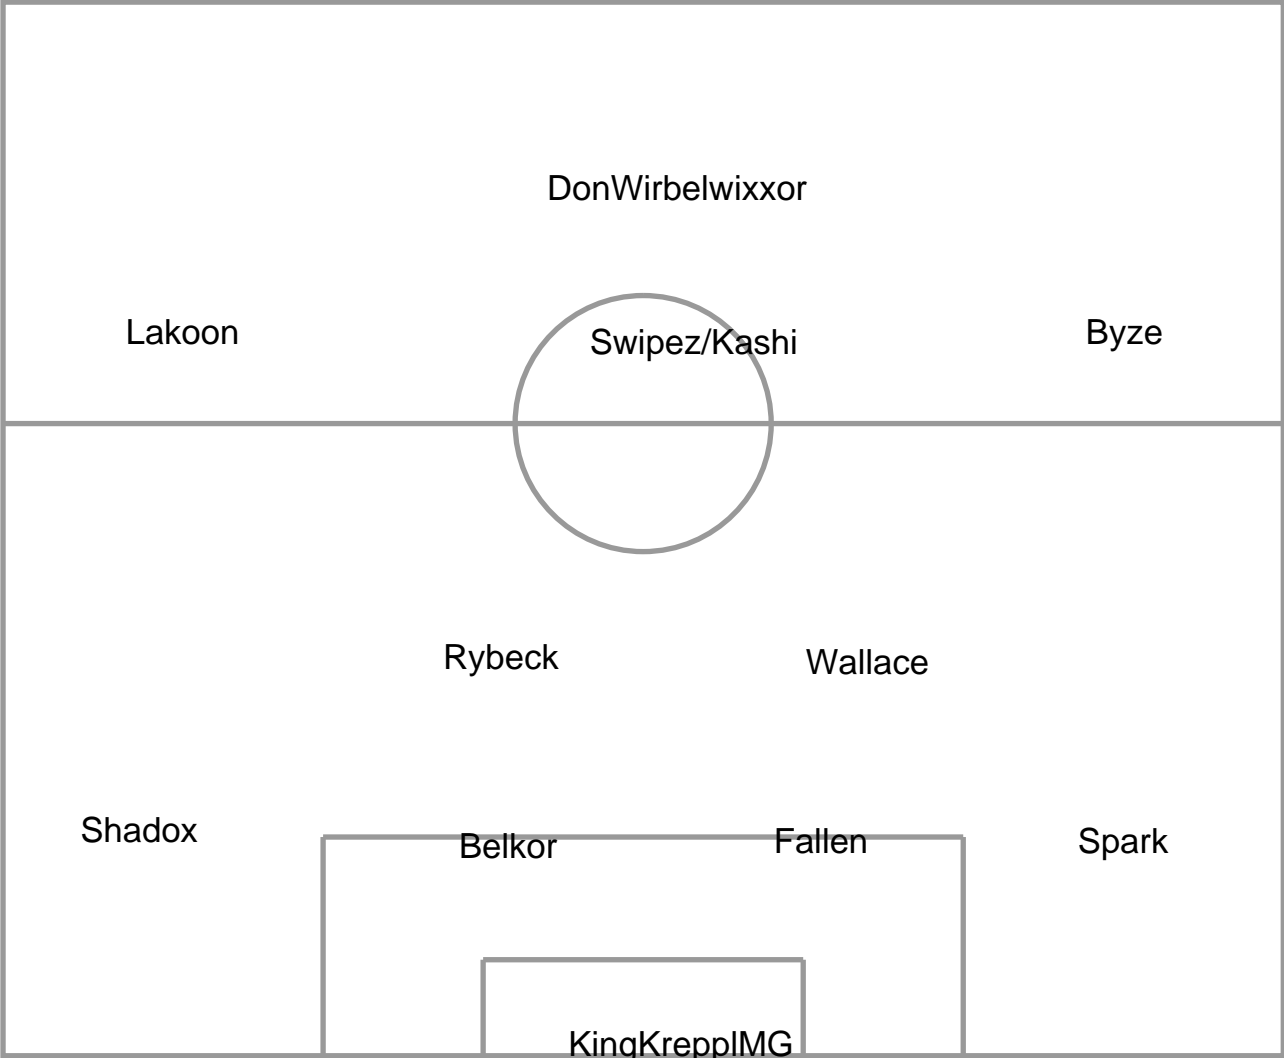 DonWirbelwixxor
Lakoon Swipez/Kashi Byze
Rybeck Wallace
Shadox Belkor Fallen Spark
KingKrepplMG